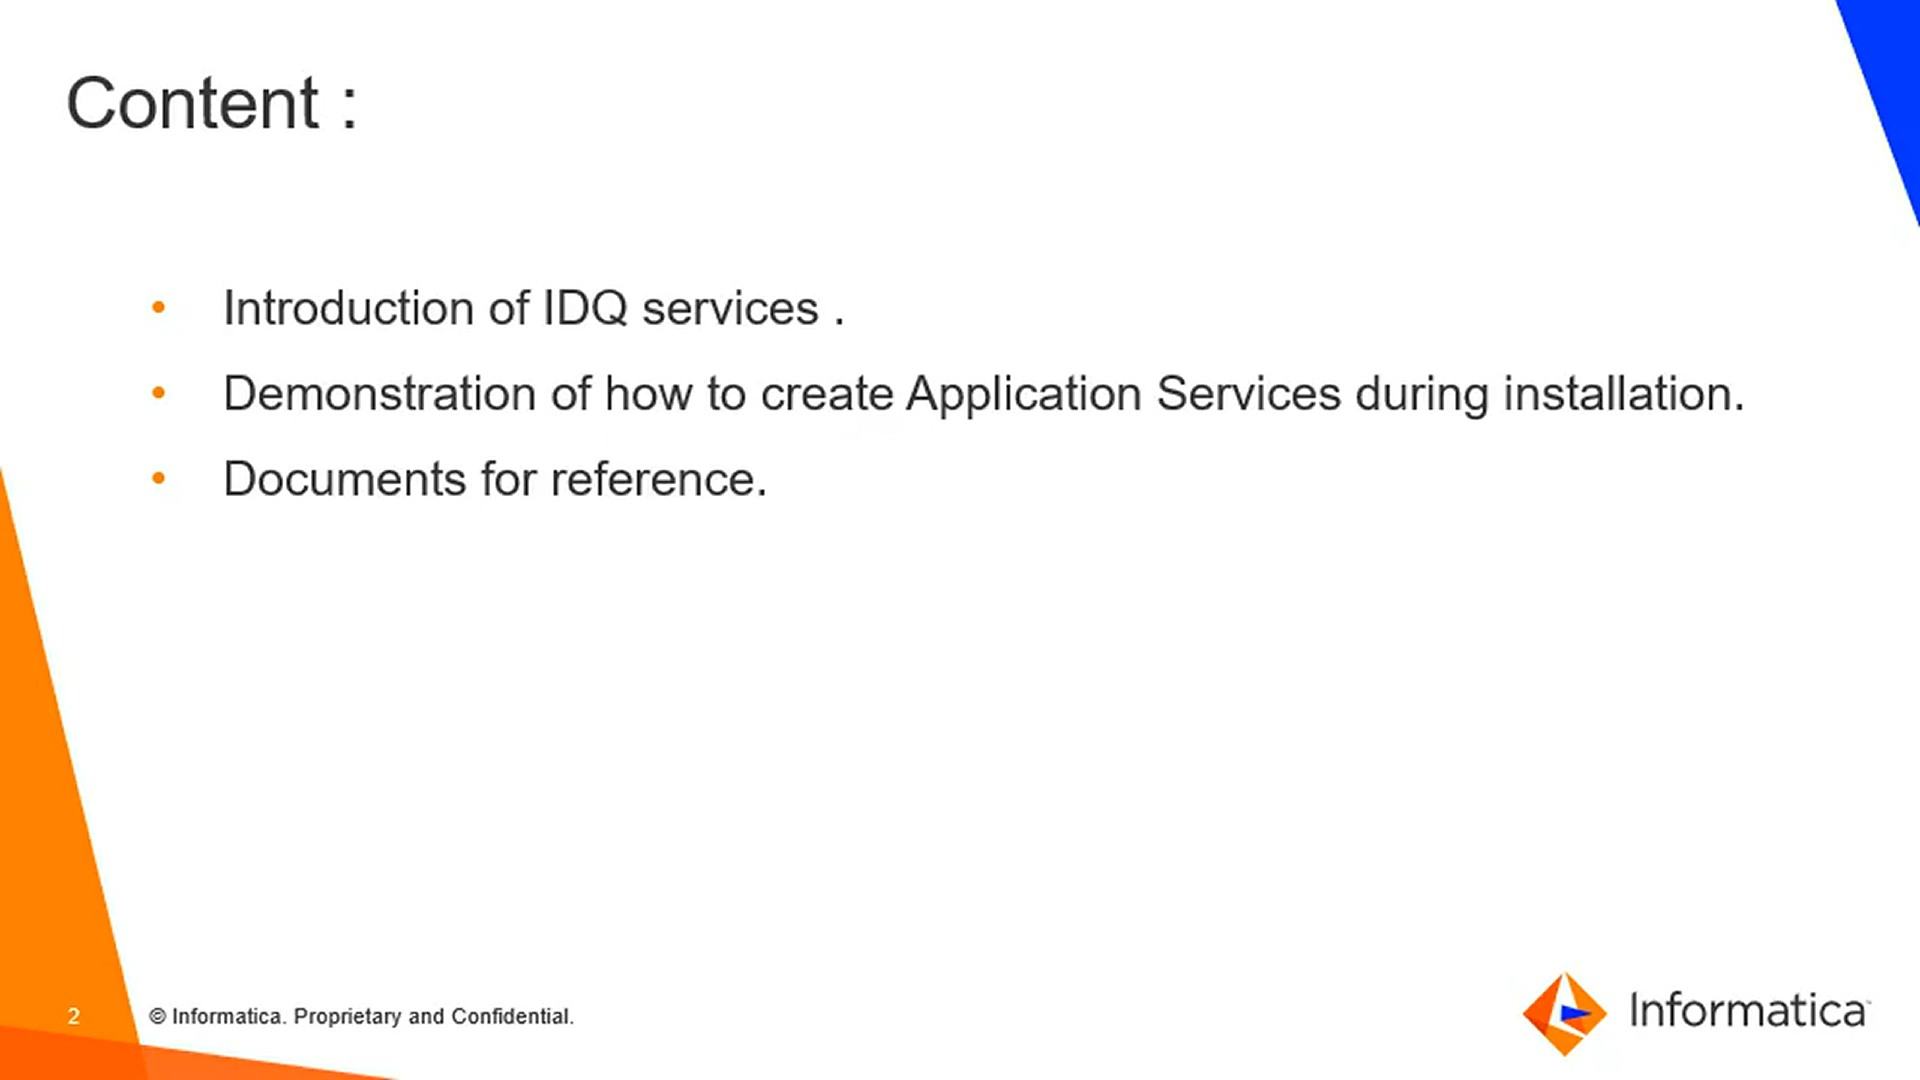 Content :
• Introduction of IDQ services .
• Demonstration of how to create Application Services during installation.
• Documents for reference.
2 © Informatica. Proprietary and Confidential.
Informatica